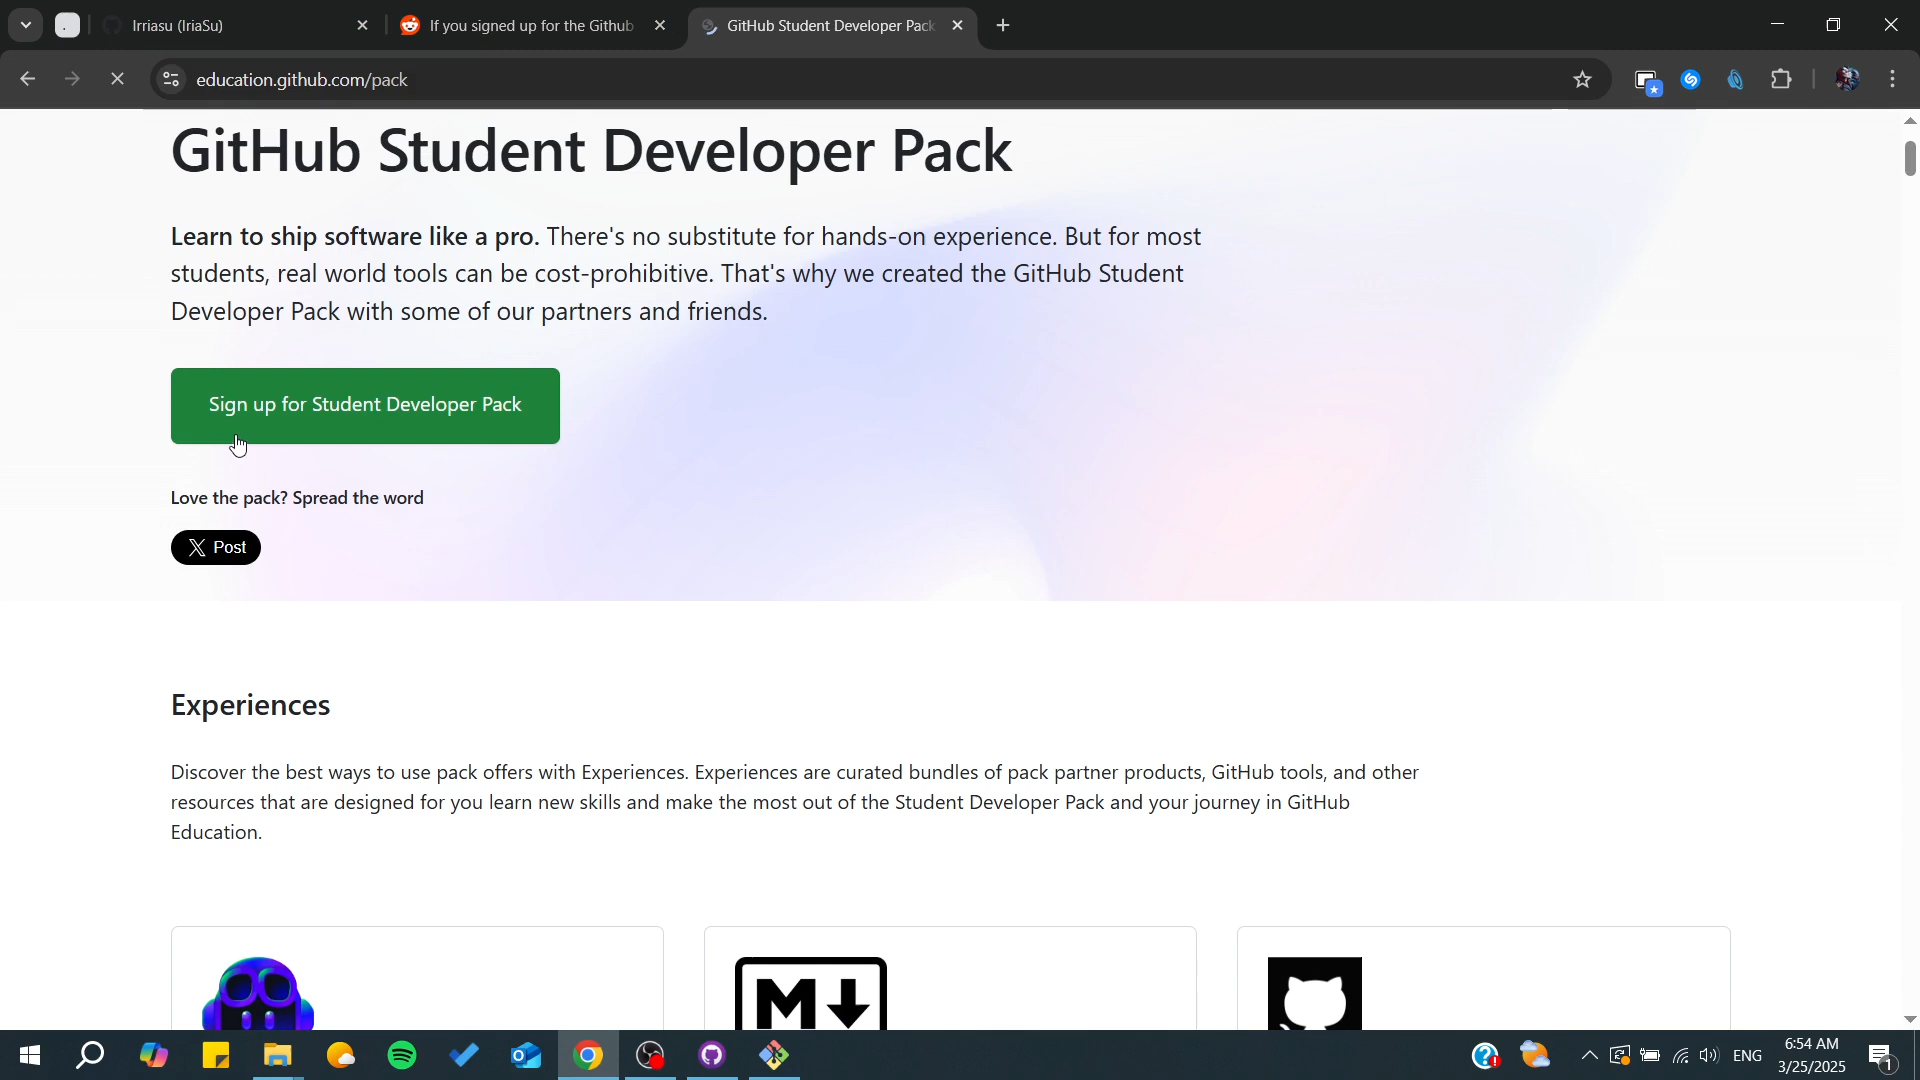 Irriasu (IriaSu)
If you signed up for the Github
GitHub Student Developer Pack
education.github.com/pack
GitHub Student Developer Pack
Learn to ship software like a pro. There's no substitute for hands-on experience. But for most
students, real world tools can be cost-prohibitive. That's why we created the GitHub Student
Developer Pack with some of our partners and friends.
Sign up for Student Developer Pack
Love the pack? Spread the word
X Post
Experiences
Discover the best ways to use pack offers with Experiences. Experiences are curated bundles of pack partner products, GitHub tools, and other
resources that are designed for you learn new skills and make the most out of the Student Developer Pack and your journey in GitHub
Education.
M
ENG
6:54 AM
3/25/2025
1